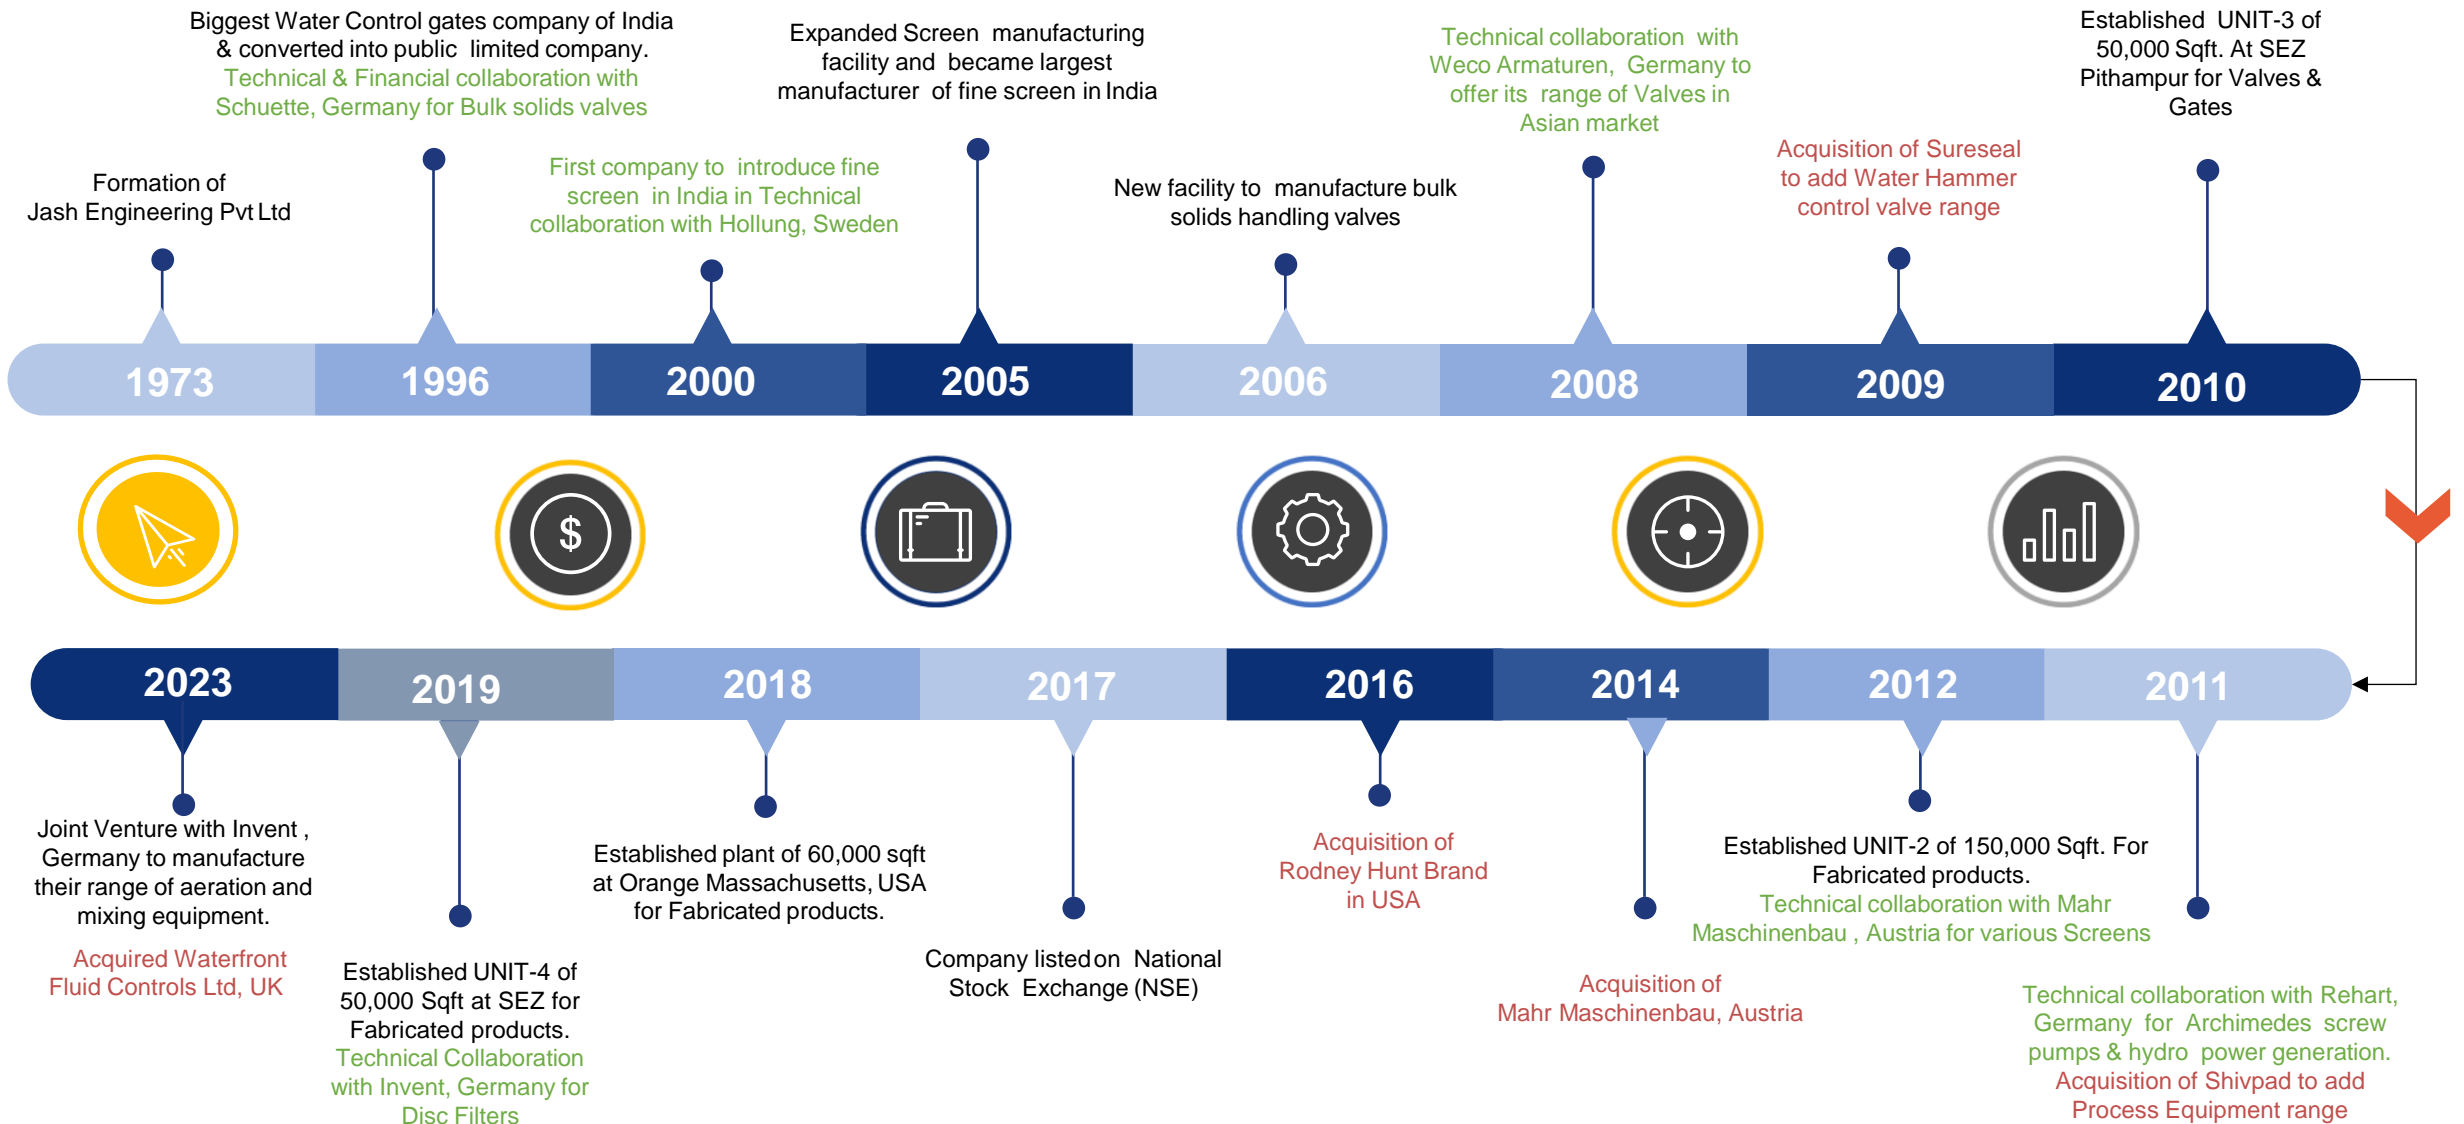 Biggest Water Control gates company of India
& converted into public limited company.
Technical & Financial collaboration with
Schuette, Germany for Bulk solids valves
Expanded Screen manufacturing
facility and became largest
manufacturer of fine screen in India
Technical collaboration with
Weco Armaturen, Germany to
offer its range of Valves in
Asian market
Established UNIT-3 of
50,000 Sqft. At SEZ
Pithampur for Valves &
Gates
Formation of
Jash Engineering Pvt Ltd
First company to introduce fine
screen in India in Technical
collaboration with Hollung, Sweden
New facility to manufacture bulk
solids handling valves
Acquisition of Sureseal
to add Water Hammer
control valve range
1973
1996
2000
2005
2006
2008
2009
2010
$
2023
2019
2018
2017
2016
2014
2012
2011
Joint Venture with Invent ,
Germany to manufacture
their range of aeration and
mixing equipment.
Acquired Waterfront
Fluid Controls Ltd, UK
Established UNIT-4 of
50,000 Sqft at SEZ for
Fabricated products.
Technical Collaboration
with Invent, Germany for
Disc Filters
Established plant of 60,000 sqft
at Orange Massachusetts, USA
for Fabricated products.
Company listed on National
Stock Exchange (NSE)
Acquisition of
Rodney Hunt Brand
in USA
Acquisition of
Mahr Maschinenbau, Austria
Established UNIT-2 of 150,000 Sqft. For
Fabricated products.
Technical collaboration with Mahr
Maschinenbau , Austria for various Screens
Technical collaboration with Rehart,
Germany for Archimedes screw
pumps & hydro power generation.
Acquisition of Shivpad to add
Process Equipment range